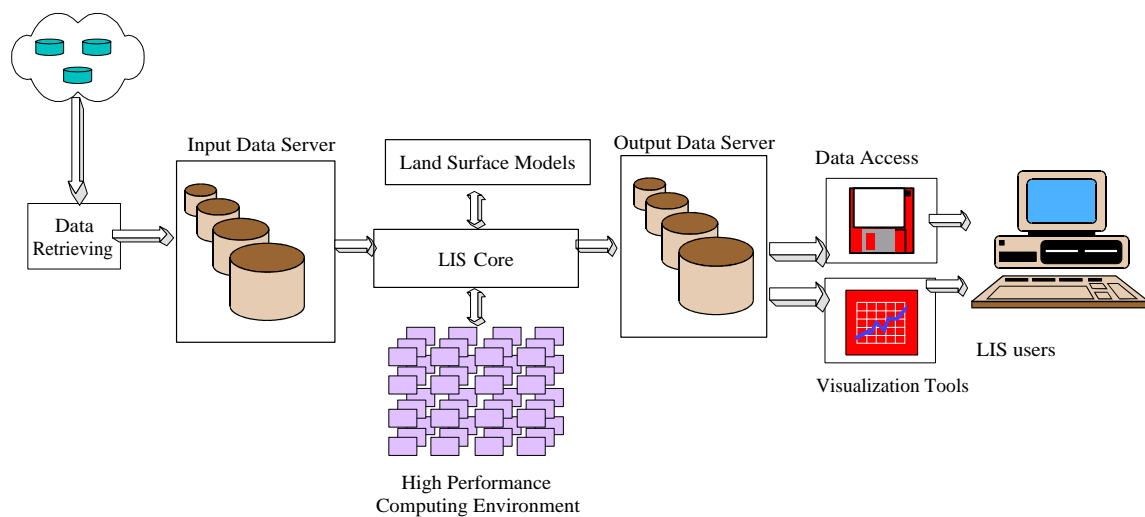 Input Data Server
Land Surface Models
Output Data Server
Data Access
Data
Retrieving
LIS Core
LIS users
Visualization Tools
High Performance
Computing Environment